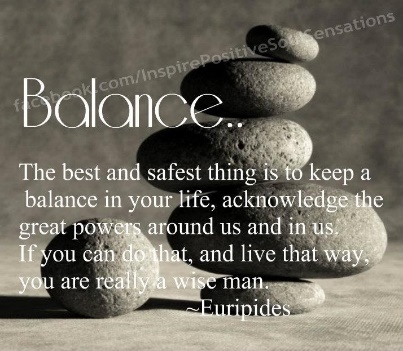 facebook.com/InspirePositiveSoulSensations
Balance..
The best and safest thing is to keep a
balance in your life, acknowledge the
great powers around us and in us.
If you can do that, and live that way,
you are really a wise man.
~Euripides